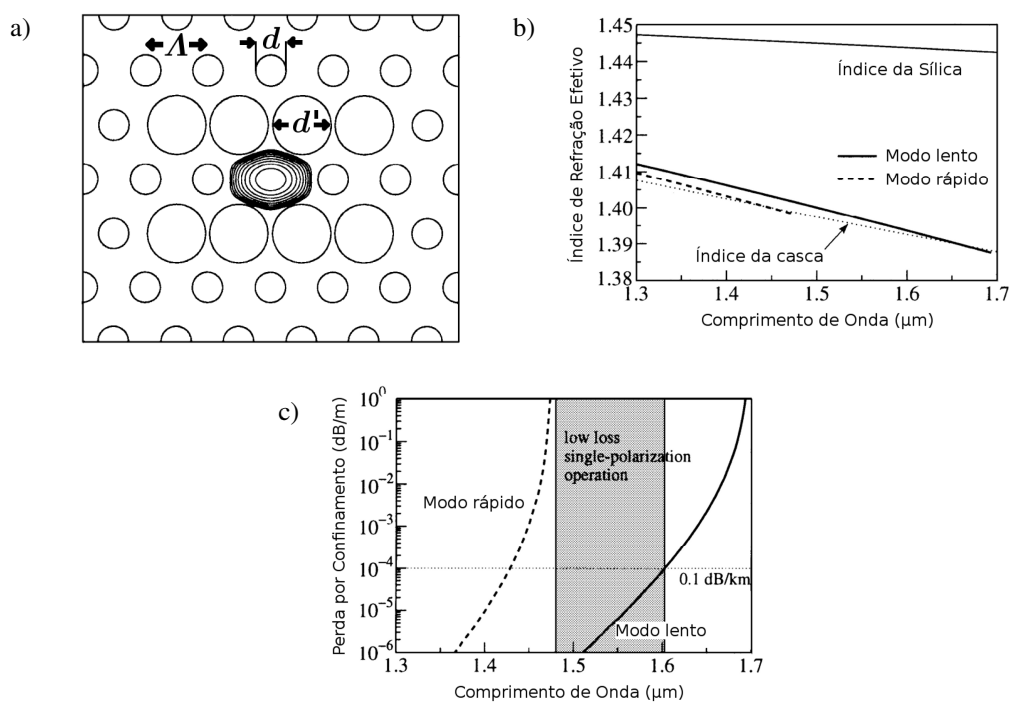 a)
Λ
d
d'
b)
Índice de Refração Efetivo
1.45
1.44
1.43
1.42
1.41
1.40
1.39
1.38
Índice da Sílica
Modo lento
Modo rápido
Índice da casca
1.3
1.4
1.5
1.6
1.7
Comprimento de Onda (μm)
c)
Perda por Confinamento (dB/m)
10⁰
10⁻¹
10⁻²
10⁻³
10⁻⁴
10⁻⁵
10⁻⁶
low loss
single-polarization
operation
Modo rápido
0.1 dB/km
Modo lento
1.3
1.4
1.5
1.6
1.7
Comprimento de Onda (μm)